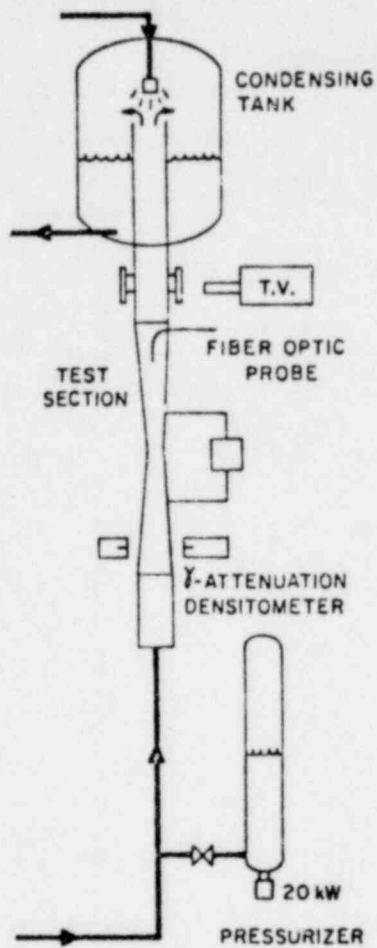 CONDENSING
TANK
T.V.
FIBER OPTIC
PROBE
TEST
SECTION
γ-ATTENUATION
DENSITOMETER
20 kW
PRESSURIZER